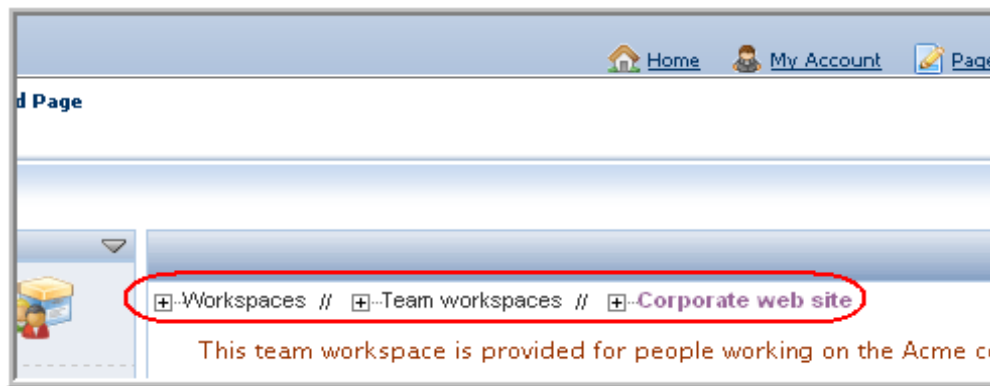 Home My Account Page
d Page
Workspaces // Team workspaces // Corporate web site
This team workspace is provided for people working on the Acme c